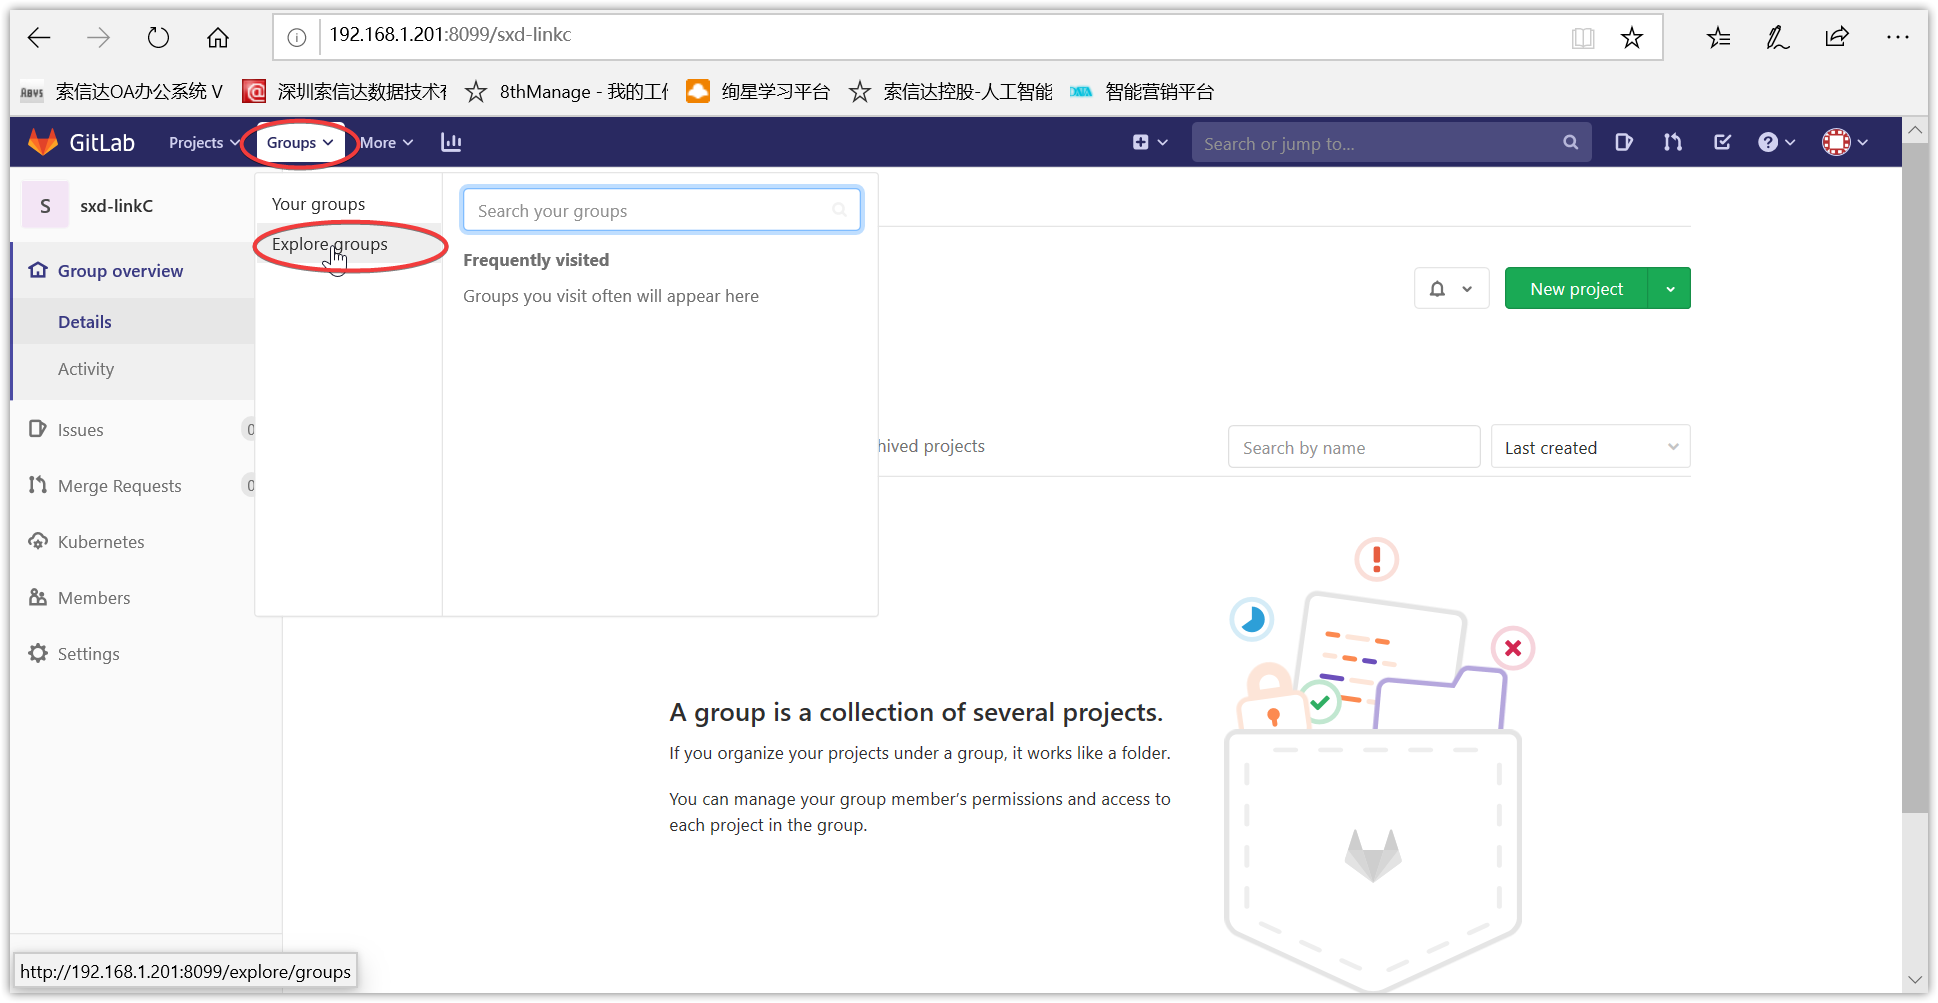 192.168.1.201:8099/sxd-linkc
索信达OA办公系统 V
深圳索信达数据技术
8thManage - 我的工
绚星学习平台
索信达控股-人工智能
智能营销平台
GitLab
Projects
Groups
More
Search or jump to...
S
sxd-linkC
Your groups
Search your groups
Explore groups
Frequently visited
Group overview
New project
Groups you visit often will appear here
Details
Activity
Issues
0
hived projects
Search by name
Last created
Merge Requests
0
Kubernetes
Members
Settings
A group is a collection of several projects.
If you organize your projects under a group, it works like a folder.
You can manage your group member's permissions and access to
each project in the group.
http://192.168.1.201:8099/explore/groups